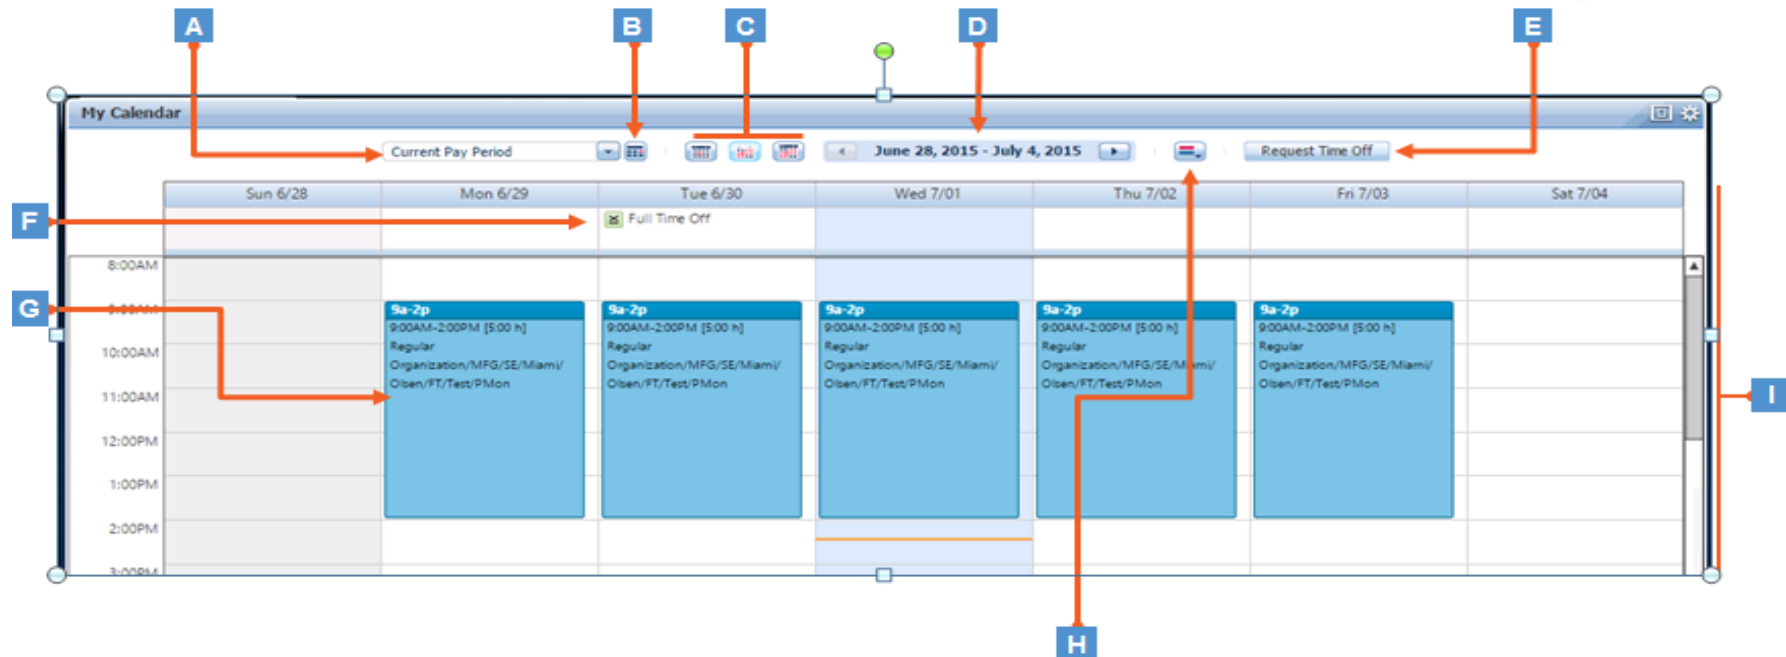 A B C D E
My Calendar
Current Pay Period June 28, 2015 - July 4, 2015 Request Time Off
Sun 6/28 Mon 6/29 Tue 6/30 Wed 7/01 Thu 7/02 Fri 7/03 Sat 7/04
F Full Time Off
8:00AM
G 9:00AM 9a-2p 9a-2p 9a-2p 9a-2p 9a-2p
9:00AM-2:00PM [5:00 h] 9:00AM-2:00PM [5:00 h] 9:00AM-2:00PM [5:00 h] 9:00AM-2:00PM [5:00 h] 9:00AM-2:00PM [5:00 h]
10:00AM Regular Regular Regular Regular Regular
Organization/MFG/SE/Miami/ Organization/MFG/SE/Miami/ Organization/MFG/SE/Miami/ Organization/MFG/SE/Miami/ Organization/MFG/SE/Miami/
Olsen/FT/Test/PMon Olsen/FT/Test/PMon Olsen/FT/Test/PMon Olsen/FT/Test/PMon Olsen/FT/Test/PMon
11:00AM I
12:00PM
1:00PM
2:00PM
3:00PM
H